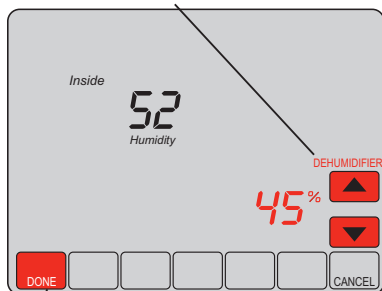 Inside
52
Humidity
DEHUMIDIFIER
45%
DONE
CANCEL